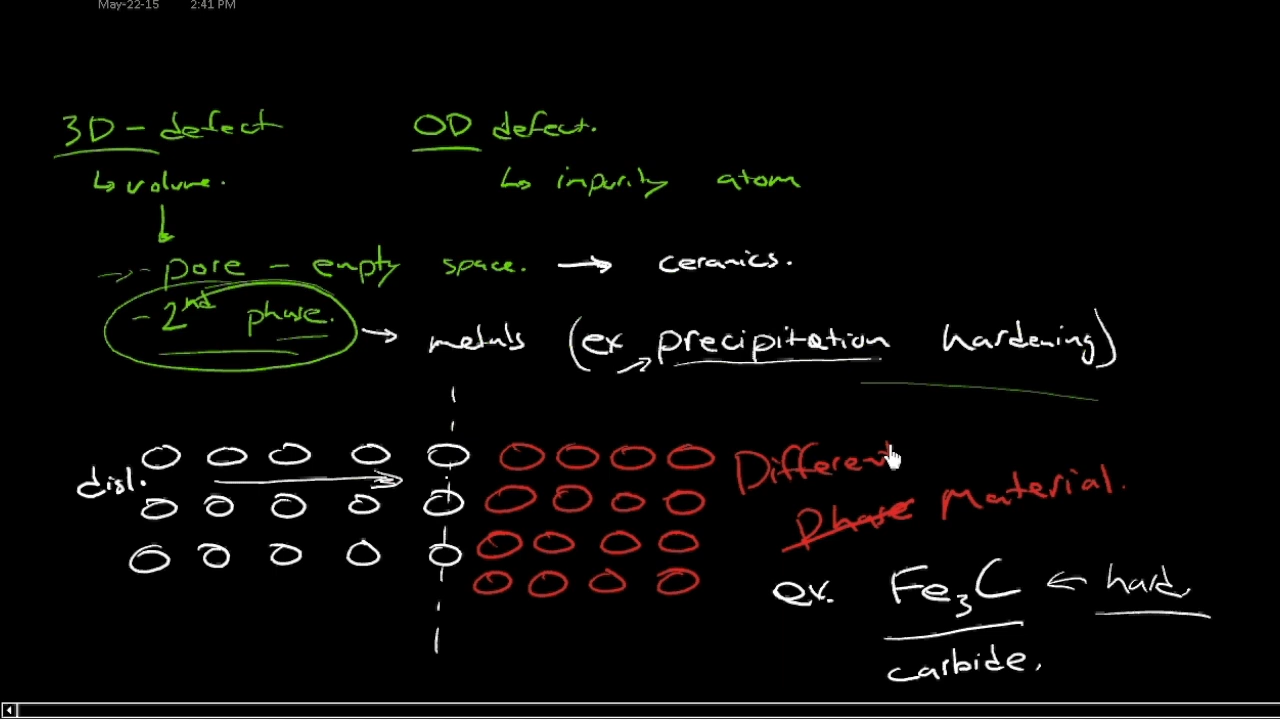 May-22-15 2:41 PM
3D - defect OD defect.
↳ volume. ↳ impurity atom
- pore - empty space. → ceramics.
- 2nd phase. → metals (ex precipitation hardening)
disl.
Different
Phase Material.
ex. Fe3C ← hard.
carbide.